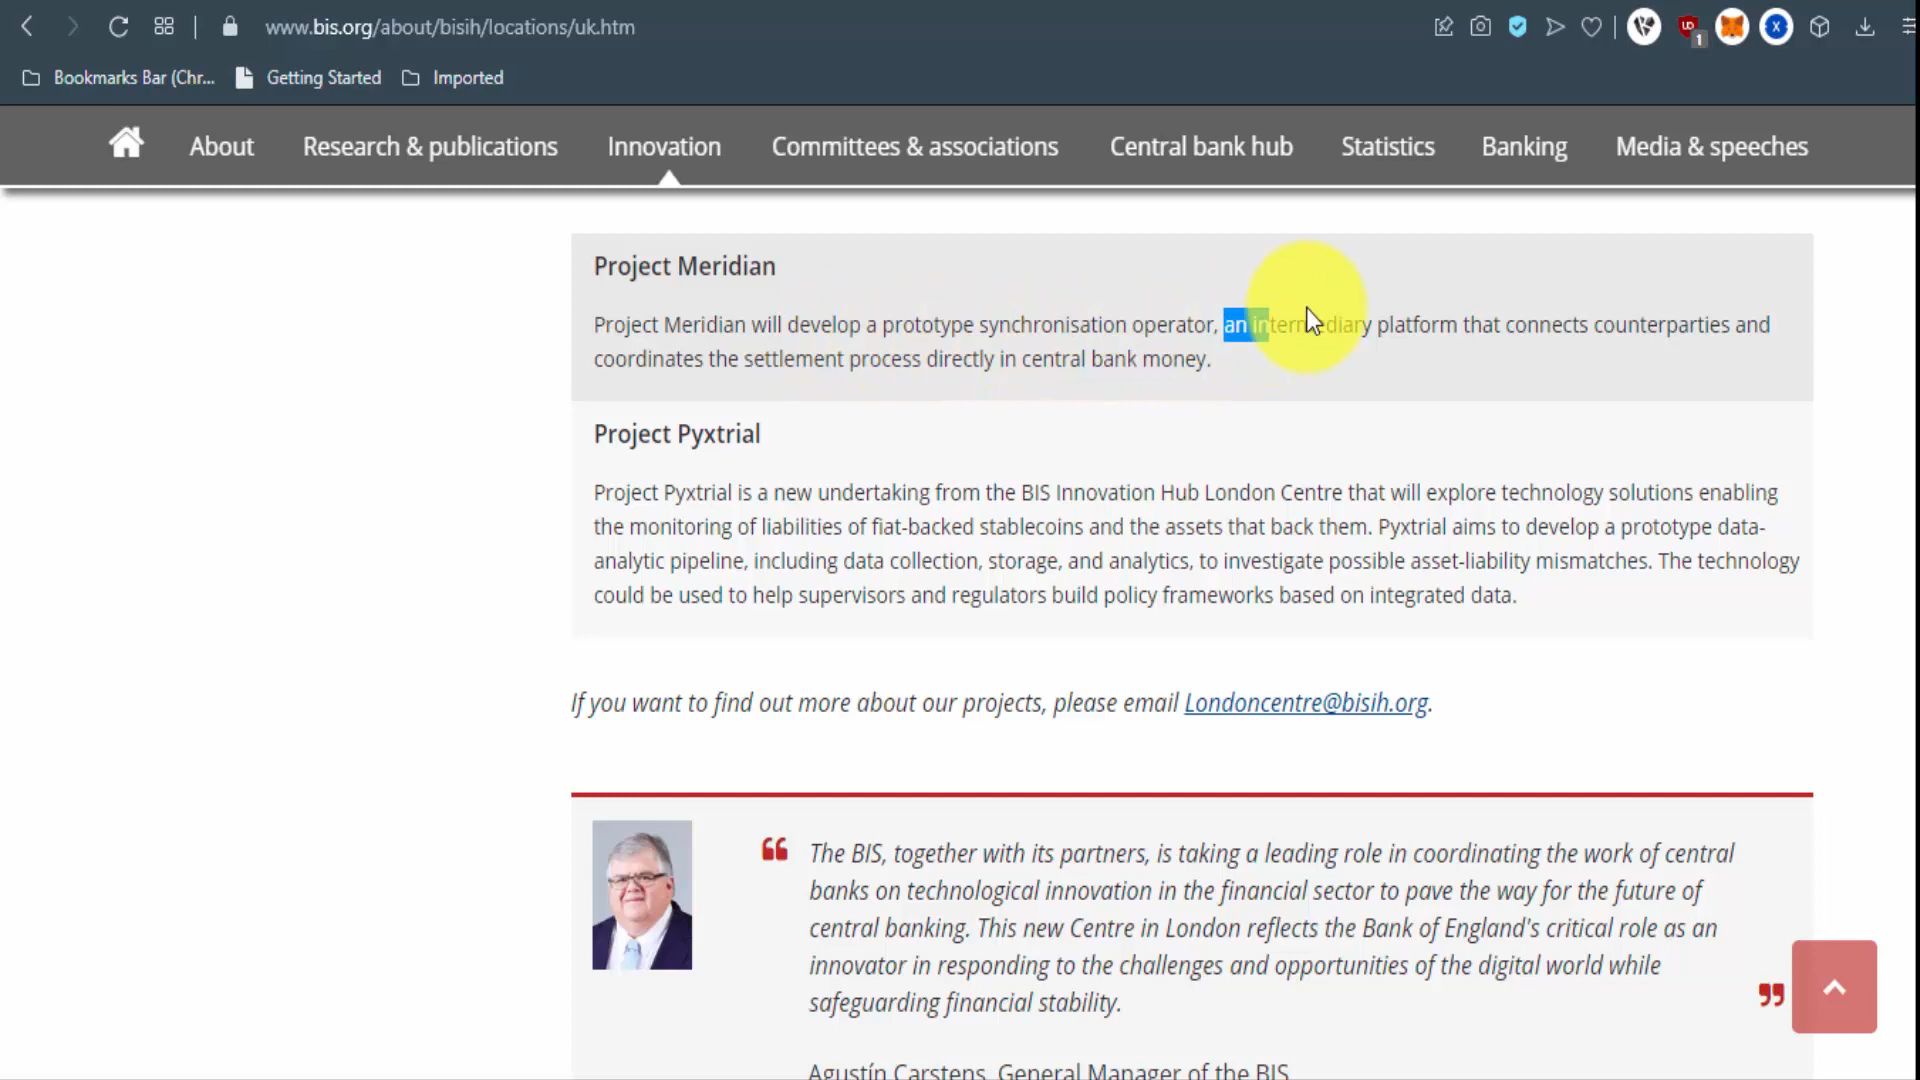 www.bis.org/about/bisih/locations/uk.htm
1
Bookmarks Bar (Chr... Getting Started Imported
About Research & publications Innovation Committees & associations Central bank hub Statistics Banking Media & speeches
Project Meridian
Project Meridian will develop a prototype synchronisation operator, an intermediary platform that connects counterparties and
coordinates the settlement process directly in central bank money.
Project Pyxtrial
Project Pyxtrial is a new undertaking from the BIS Innovation Hub London Centre that will explore technology solutions enabling
the monitoring of liabilities of fiat-backed stablecoins and the assets that back them. Pyxtrial aims to develop a prototype data-
analytic pipeline, including data collection, storage, and analytics, to investigate possible asset-liability mismatches. The technology
could be used to help supervisors and regulators build policy frameworks based on integrated data.
If you want to find out more about our projects, please email Londoncentre@bisih.org.
“ The BIS, together with its partners, is taking a leading role in coordinating the work of central
banks on technological innovation in the financial sector to pave the way for the future of
central banking. This new Centre in London reflects the Bank of England's critical role as an
innovator in responding to the challenges and opportunities of the digital world while
safeguarding financial stability. ”
Agustín Carstens, General Manager of the BIS